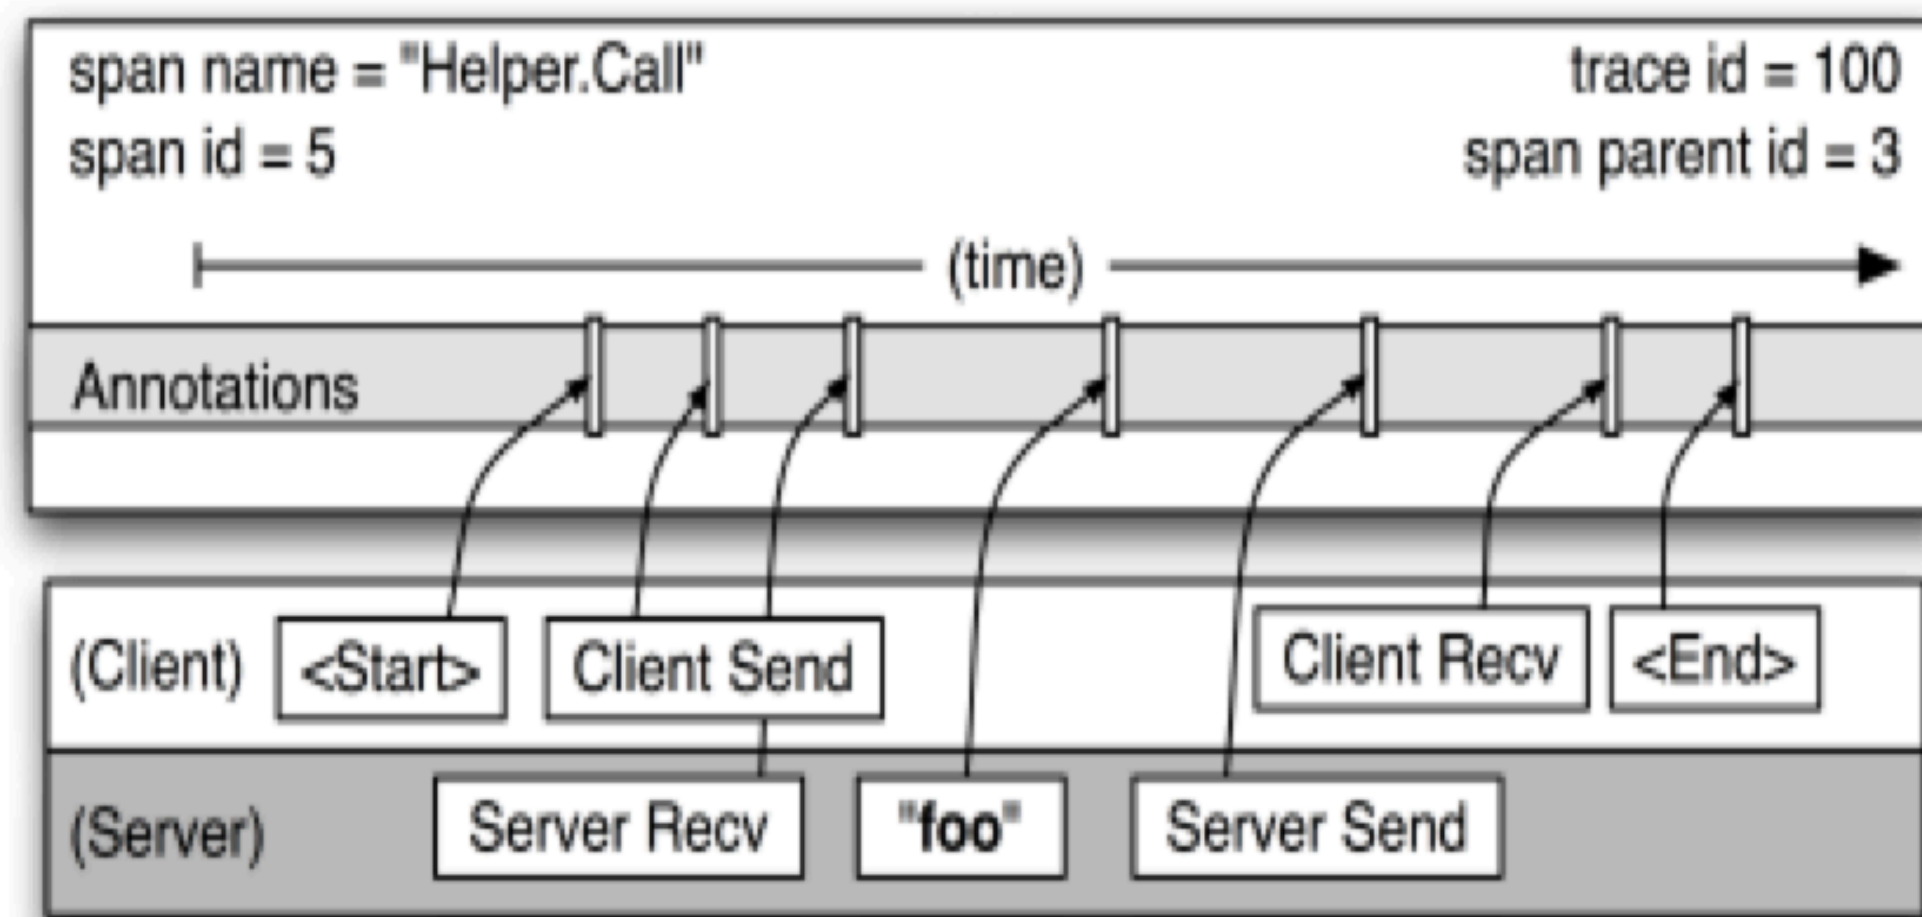 span name = "Helper.Call"
trace id = 100
span id = 5
span parent id = 3
(time)
Annotations
(Client)
<Start>
Client Send
Client Recv
<End>
(Server)
Server Recv
"foo"
Server Send